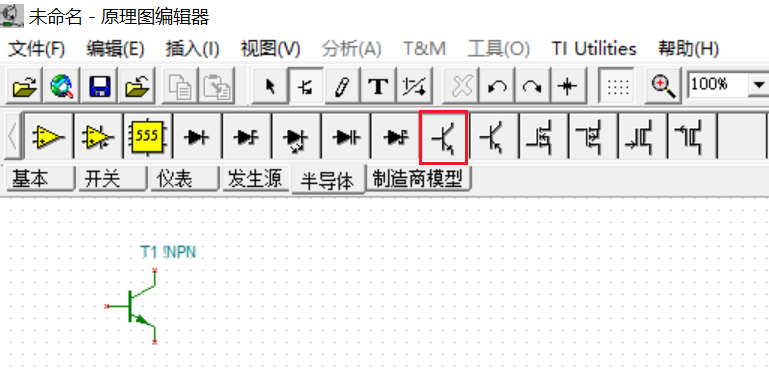 未命名 - 原理图编辑器
文件(F) 编辑(E) 插入(I) 视图(V) 分析(A) T&M 工具(O) TI Utilities 帮助(H)
T 100%
555
基本 开关 仪表 发生源 半导体 制造商模型
T1 !NPN